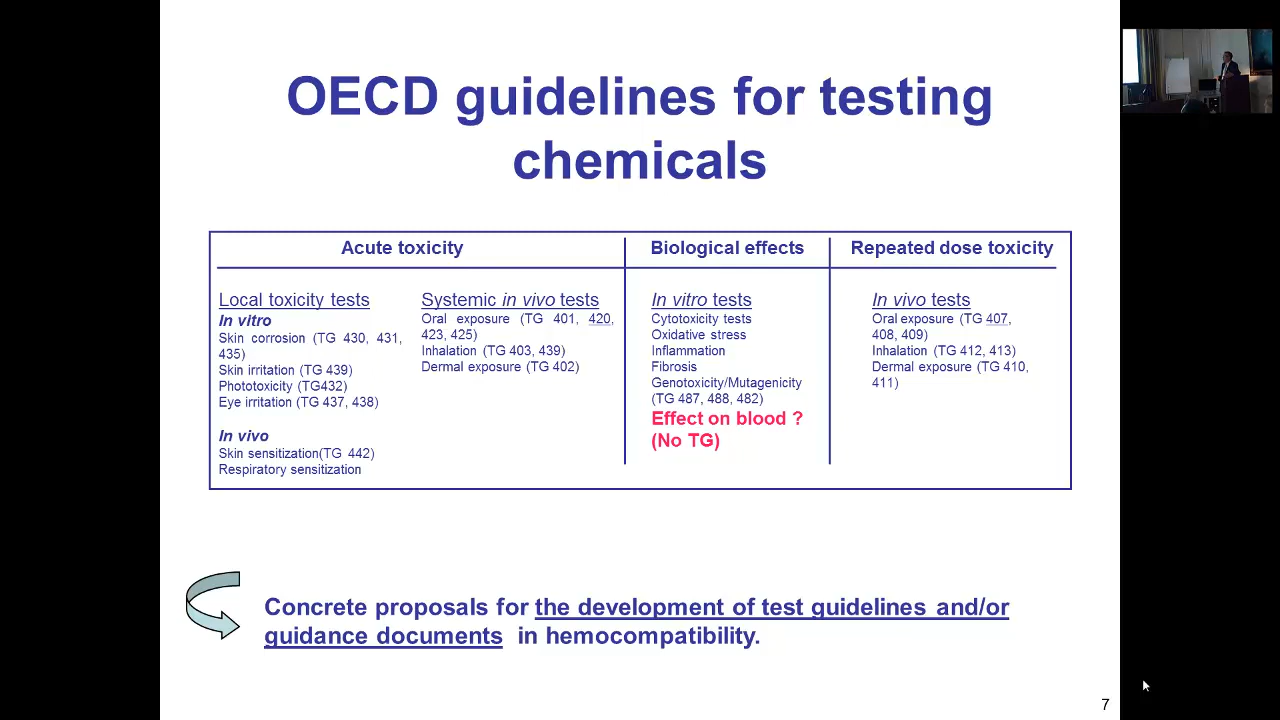 OECD guidelines for testing
chemicals
Acute toxicity
Local toxicity tests
In vitro
Skin corrosion (TG 430, 431,
435)
Skin irritation (TG 439)
Phototoxicity (TG432)
Eye irritation (TG 437, 438)
In vivo
Skin sensitization(TG 442)
Respiratory sensitization
Systemic in vivo tests
Oral exposure (TG 401, 420,
423, 425)
Inhalation (TG 403, 439)
Dermal exposure (TG 402)
Biological effects
In vitro tests
Cytotoxicity tests
Oxidative stress
Inflammation
Fibrosis
Genotoxicity/Mutagenicity
(TG 487, 488, 482)
Effect on blood ?
(No TG)
Repeated dose toxicity
In vivo tests
Oral exposure (TG 407,
408, 409)
Inhalation (TG 412, 413)
Dermal exposure (TG 410,
411)
Concrete proposals for the development of test guidelines and/or
guidance documents in hemocompatibility.
7